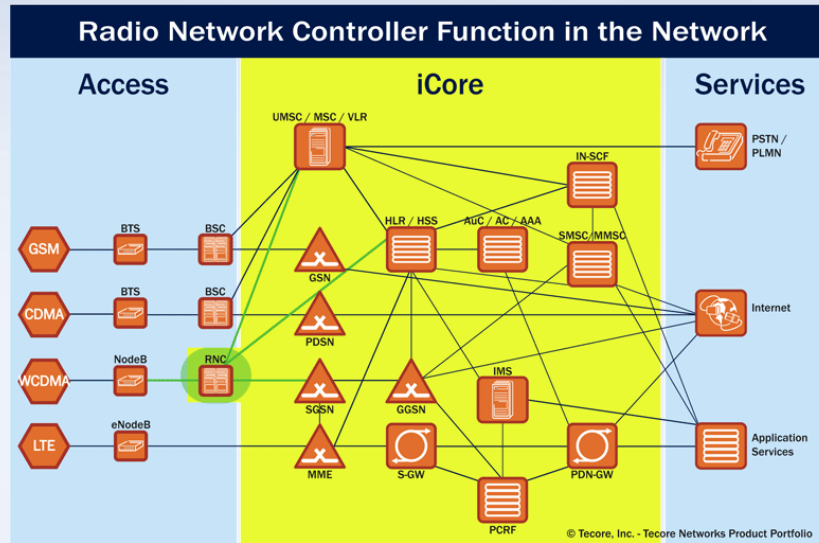 Radio Network Controller Function in the Network
Access
iCore
Services
UMSC / MSC / VLR
PSTN /
PLMN
IN-SCF
BTS
BSC
HLR / HSS
AuC / AC / AAA
SMSC/MMSC
GSM
GSN
BTS
BSC
Internet
CDMA
PDSN
NodeB
RNC
IMS
WCDMA
SGSN
GGSN
eNodeB
Application
Services
LTE
MME
S-GW
PDN-GW
PCRF
© Tecore, Inc. - Tecore Networks Product Portfolio